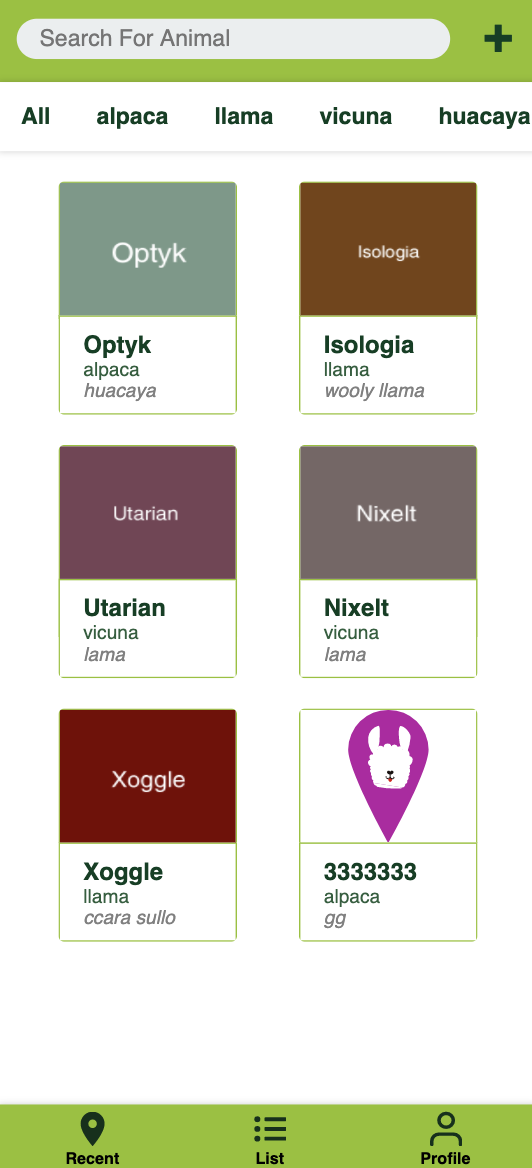 Search For Animal
All alpaca llama vicuna huacaya
Optyk
Isologia
Optyk
alpaca
huacaya
Isologia
llama
wooly llama
Utarian
Nixelt
Utarian
vicuna
lama
Nixelt
vicuna
lama
Xoggle
Xoggle
llama
ccara sullo
3333333
alpaca
gg
Recent List Profile